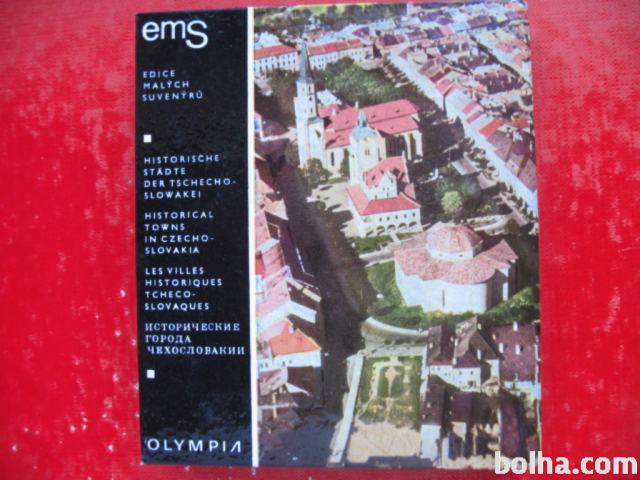 emS
EDICE
MALÝCH
SUVENÝRŮ
HISTORISCHE
STÄDTE
DER TSCHECHO-
SLOWAKEI
HISTORICAL
TOWNS
IN CZECHO-
SLOVAKIA
LES VILLES
HISTORIQUES
TCHECO-
SLOVAQUES
ИСТОРИЧЕСКИЕ
ГОРОДА
ЧЕХОСЛОВАКИИ
OLYMPIA
bolha.com